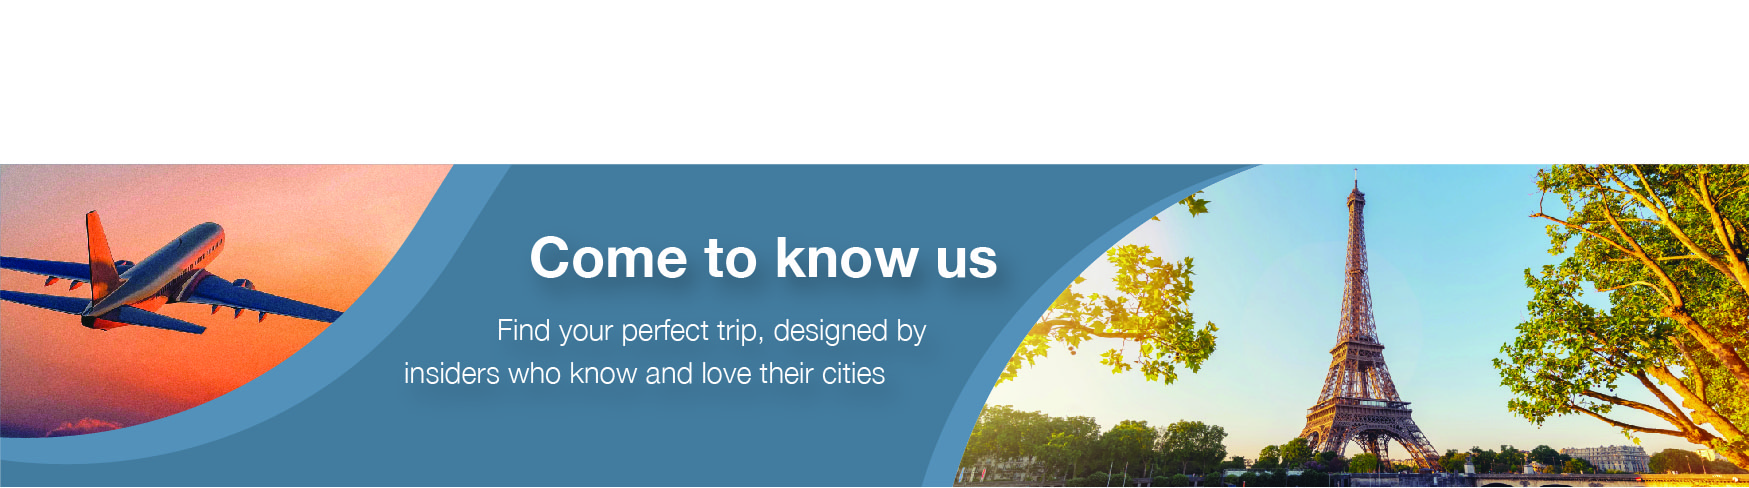 Come to know us
Find your perfect trip, designed by
insiders who know and love their cities